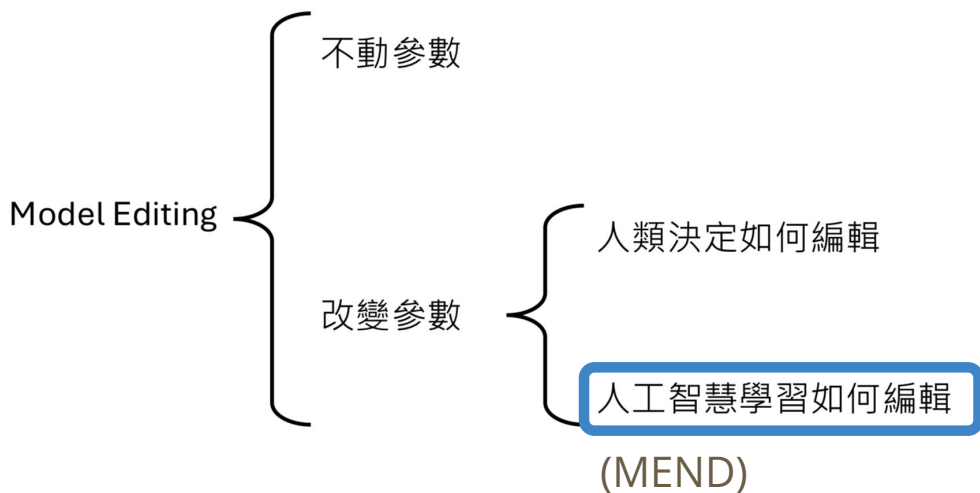 不動參數
Model Editing
人類決定如何編輯
改變參數
人工智慧學習如何編輯
(MEND)